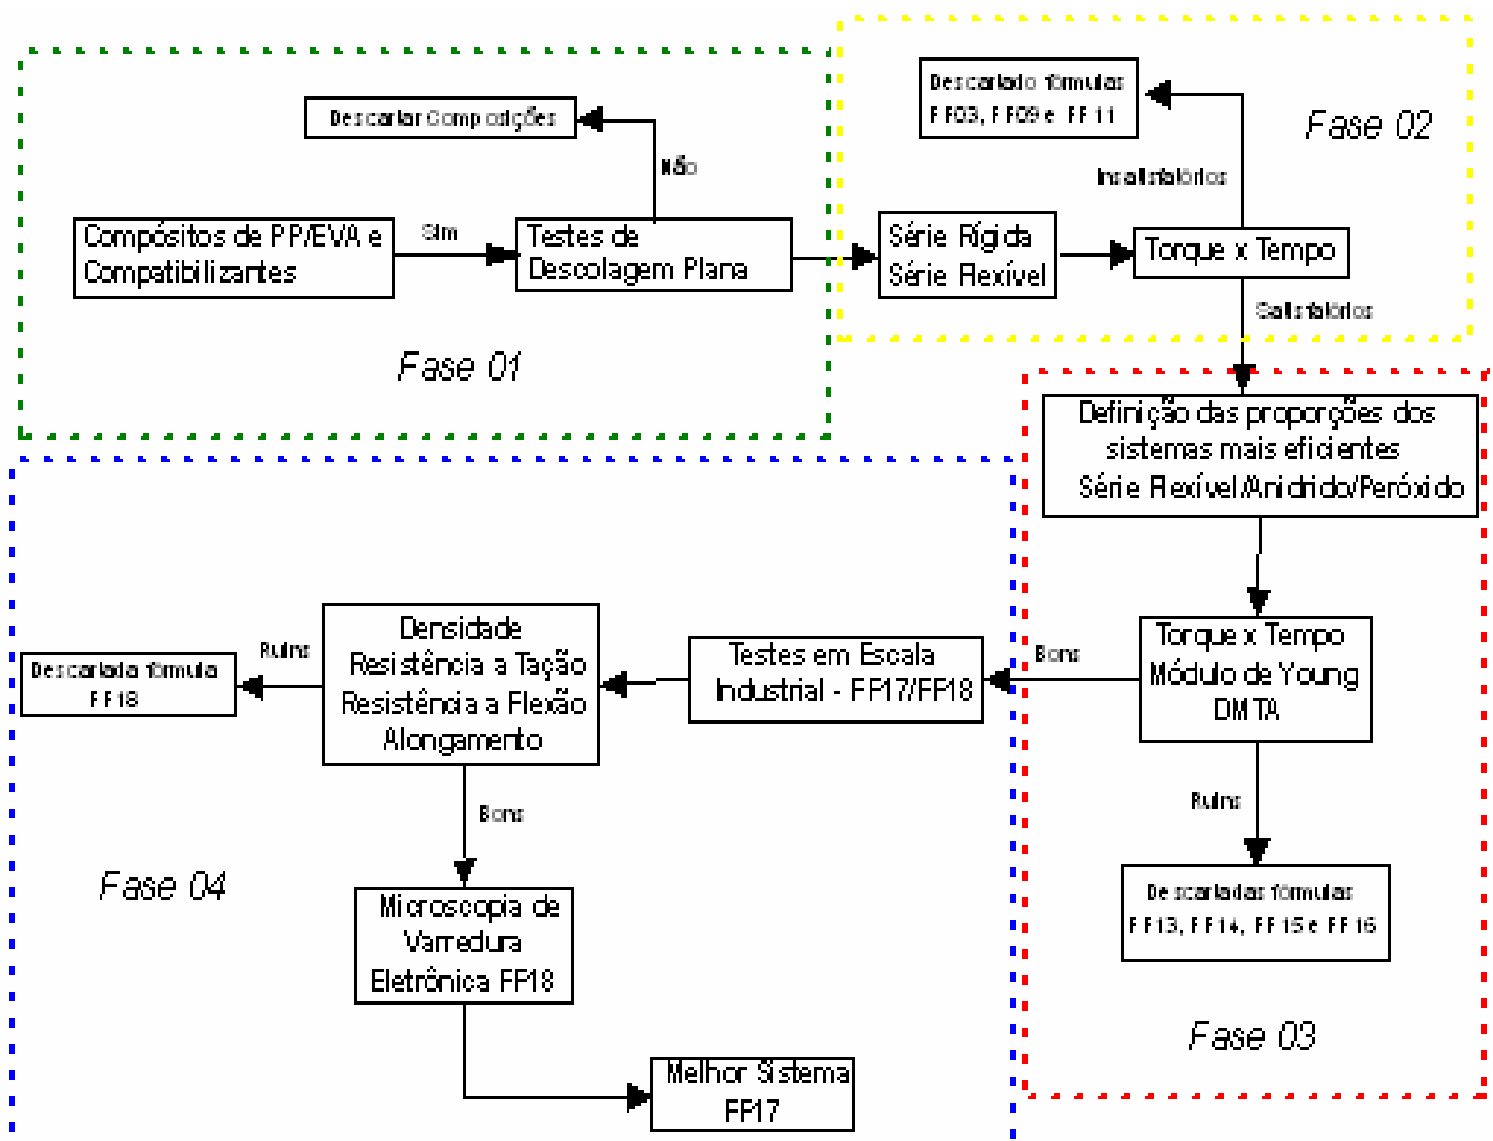 Descartar Composições
Não
Compósitos de PP/EVA e
Compatibilizantes
Sim
Testes de
Descolagem Plana
Fase 01
Descartado fórmulas
FF03, FF09 e FF11
Fase 02
Insatisfatórios
Série Rígida
Série Flexível
Torque x Tempo
Satisfatórios
Definição das proporções dos
sistemas mais eficientes
Série Flexível/Anidrido/Peróxido
Torque x Tempo
Módulo de Young
DMTA
Bons
Ruins
Descartadas fórmulas
FF13, FF14, FF15 e FF16
Fase 03
Testes em Escala
Industrial - FP17/FP18
Densidade
Resistência a Tação
Resistência a Flexão
Alongamento
Ruins
Descartada fórmula
FF18
Bons
Fase 04
Microscopia de
Varredura
Eletrônica FP18
Melhor Sistema
FP17